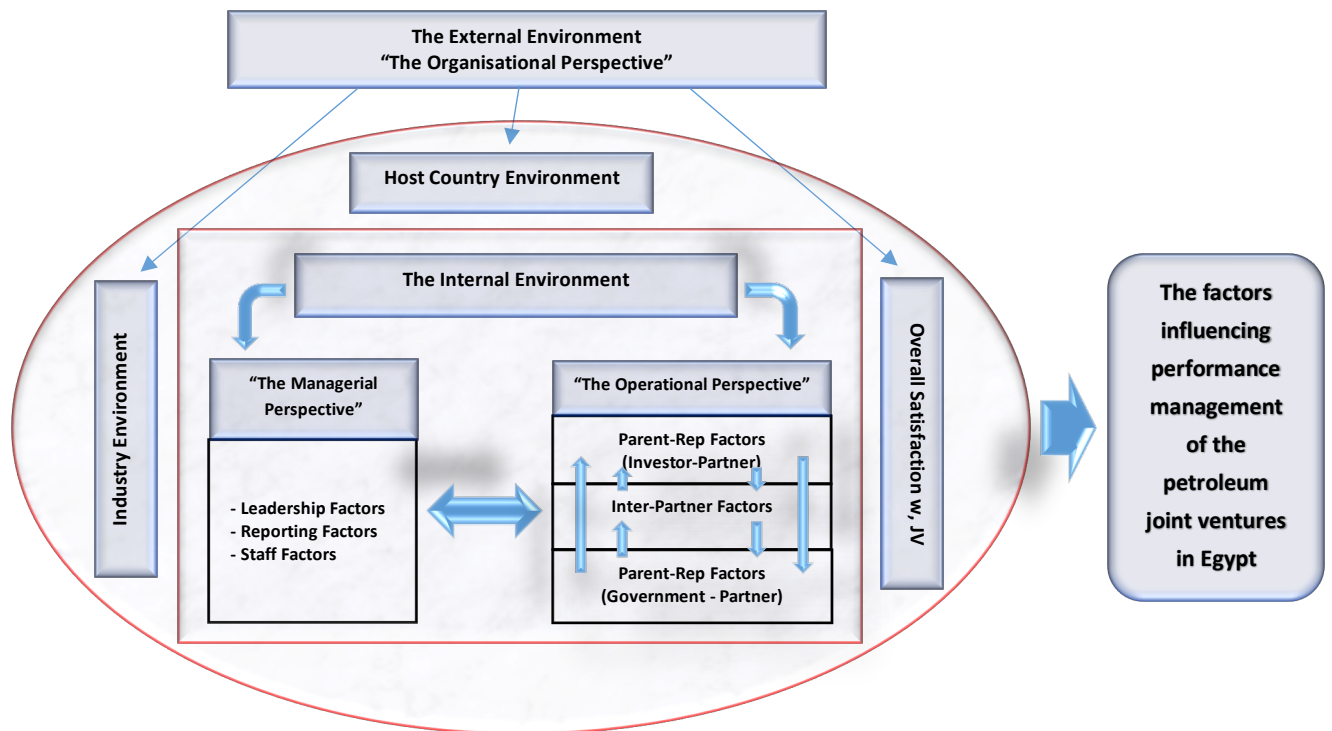 The External Environment
“The Organisational Perspective”
Host Country Environment
The Internal Environment
Industry Environment
“The Managerial
Perspective”
- Leadership Factors
- Reporting Factors
- Staff Factors
“The Operational Perspective”
Parent-Rep Factors
(Investor-Partner)
Inter-Partner Factors
Parent-Rep Factors
(Government - Partner)
Overall Satisfaction w, JV
The factors
influencing
performance
management
of the
petroleum
joint ventures
in Egypt